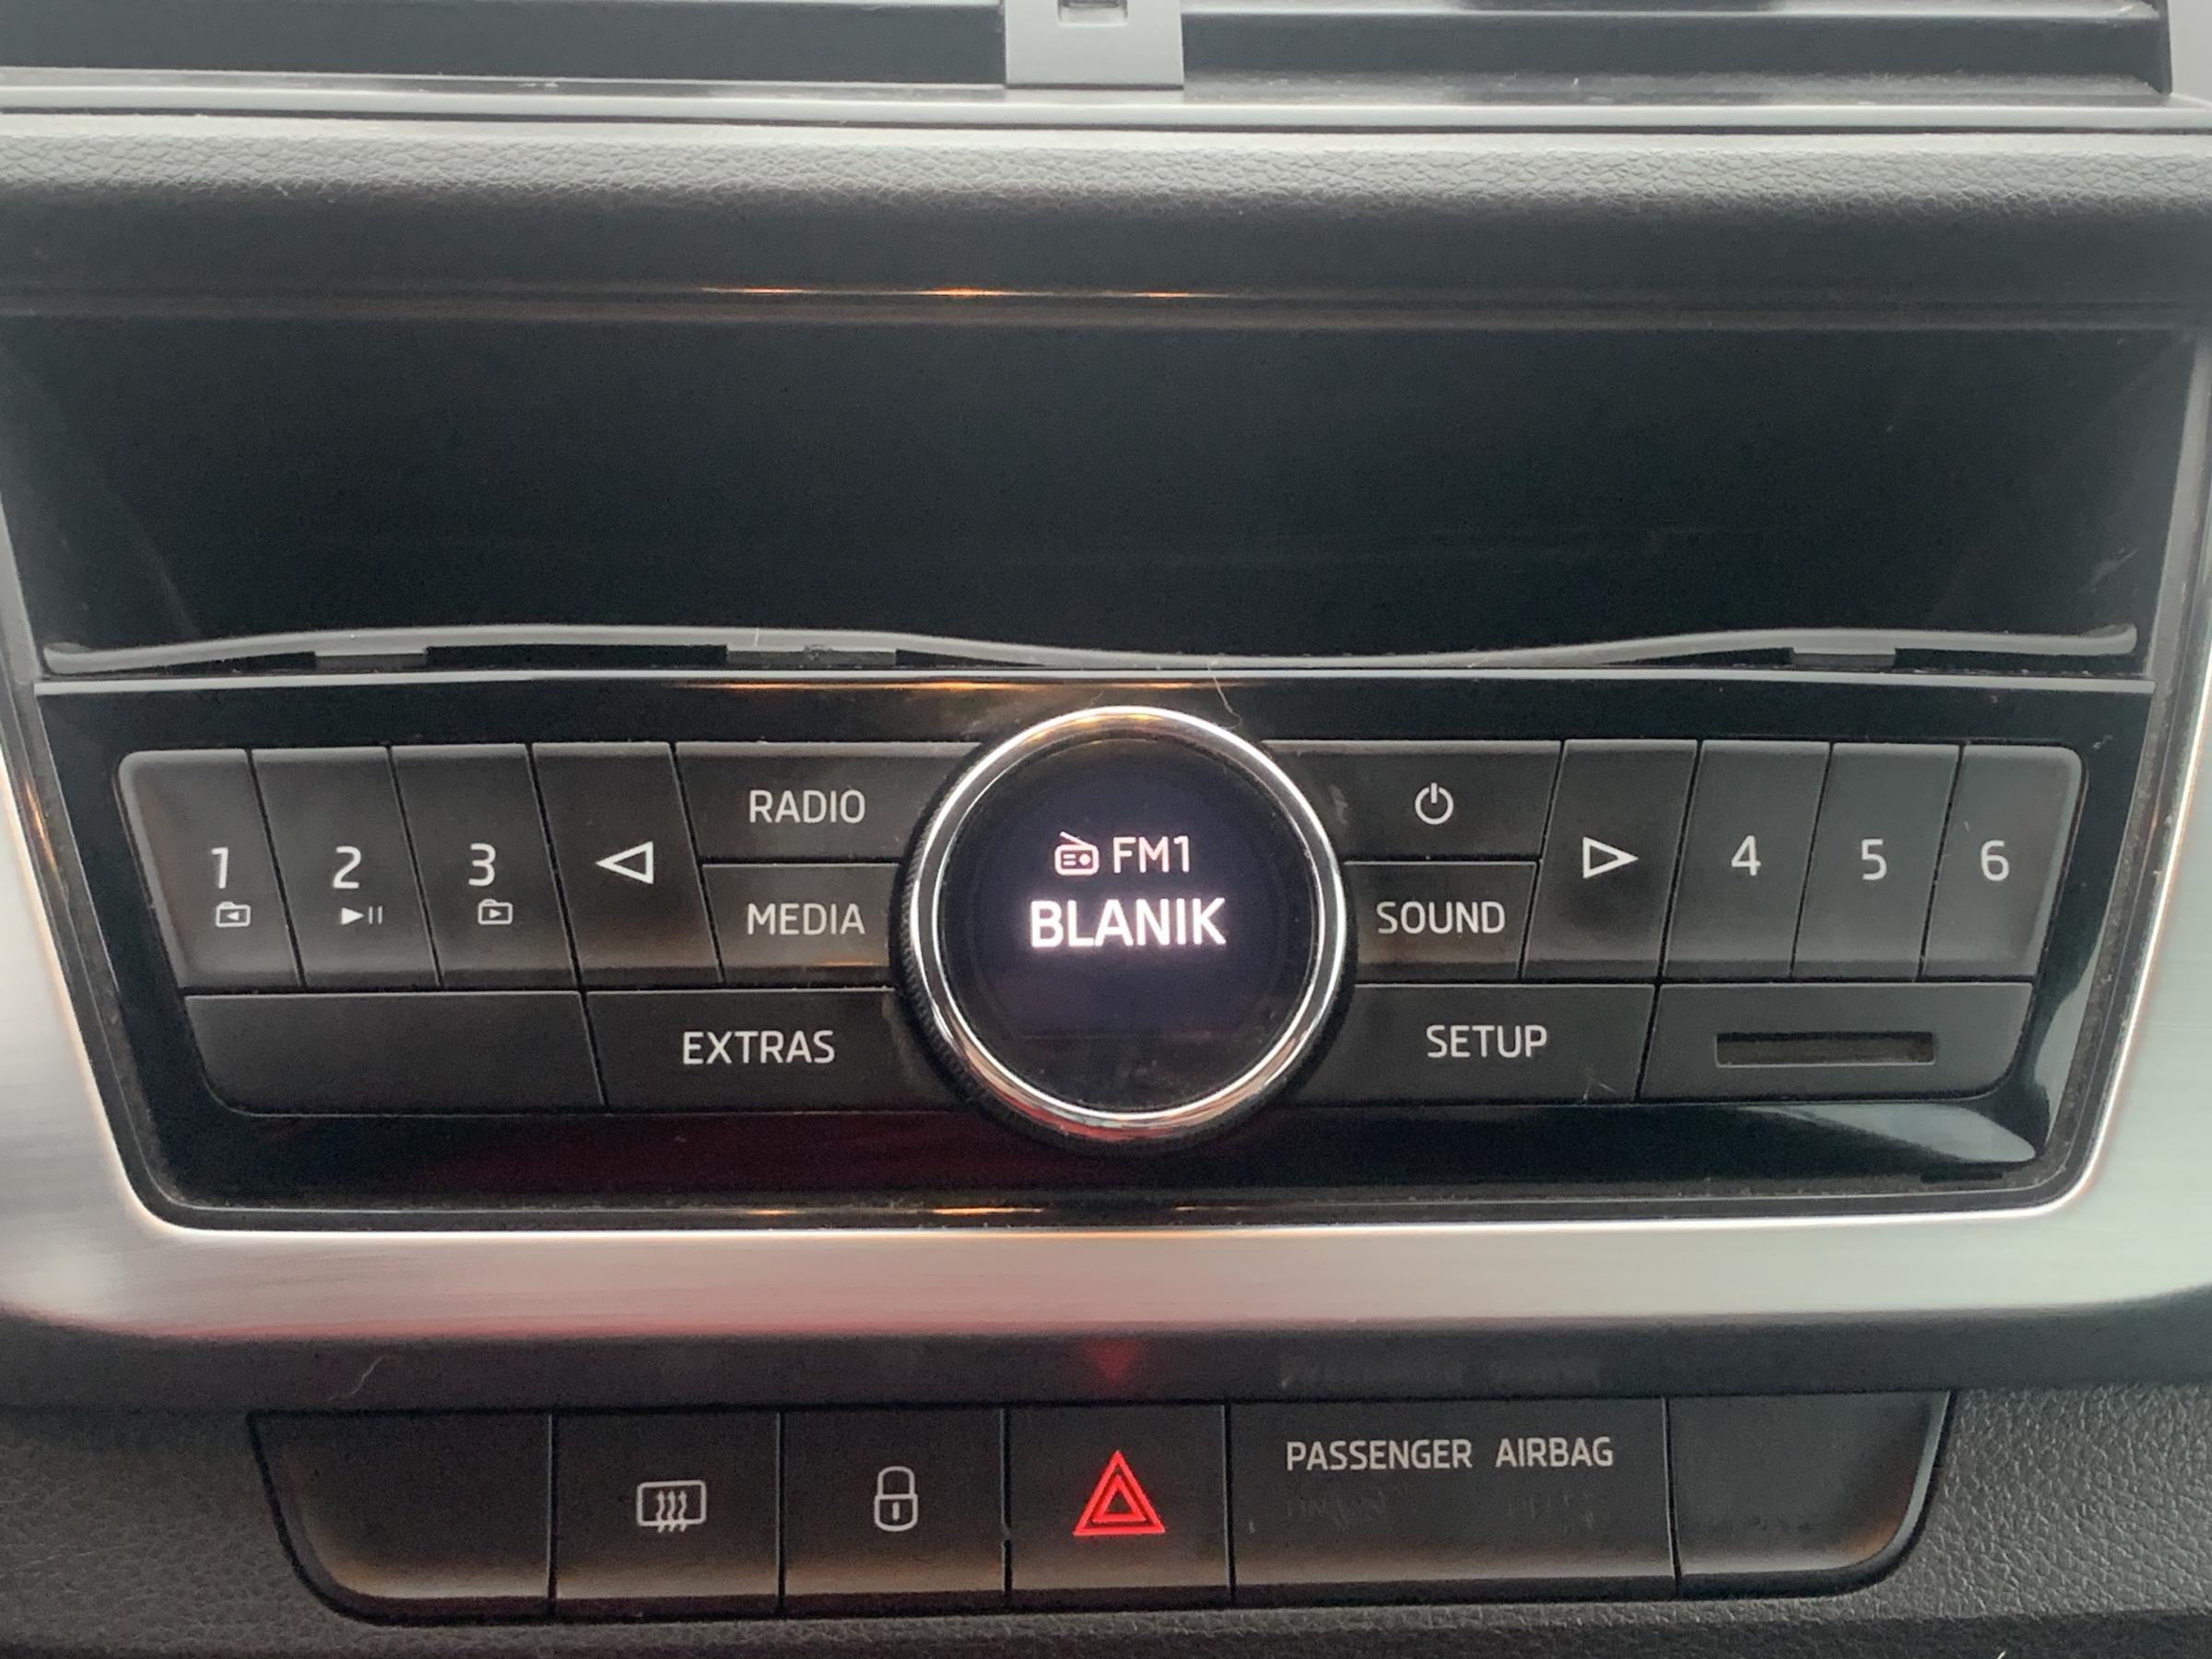 RADIO
FM1
1
2
3
MEDIA
BLANIK
SOUND
4
5
6
EXTRAS
SETUP
PASSENGER AIRBAG